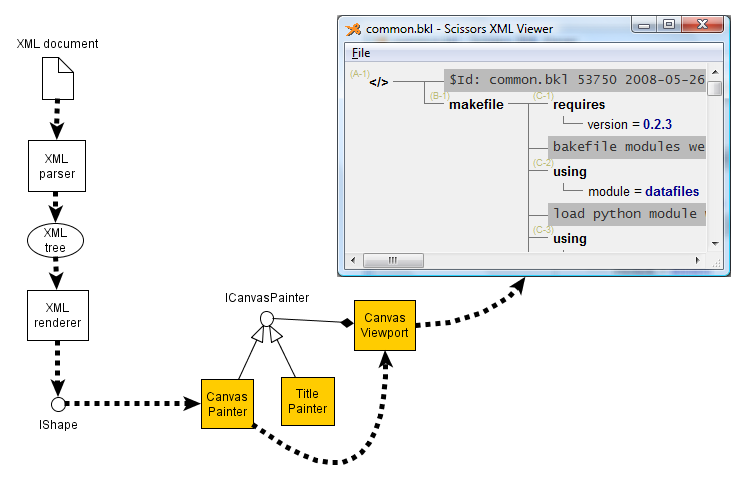 XML document
XML
parser
XML
tree
XML
renderer
IShape
ICanvasPainter
Canvas
Painter
Title
Painter
Canvas
Viewport
common.bkl - Scissors XML Viewer
File
(A-1)
</>
$Id: common.bkl 53750 2008-05-26
(B-1)
makefile
(C-1)
requires
version = 0.2.3
bakefile modules we
(C-2)
using
module = datafiles
load python module
(C-3)
using